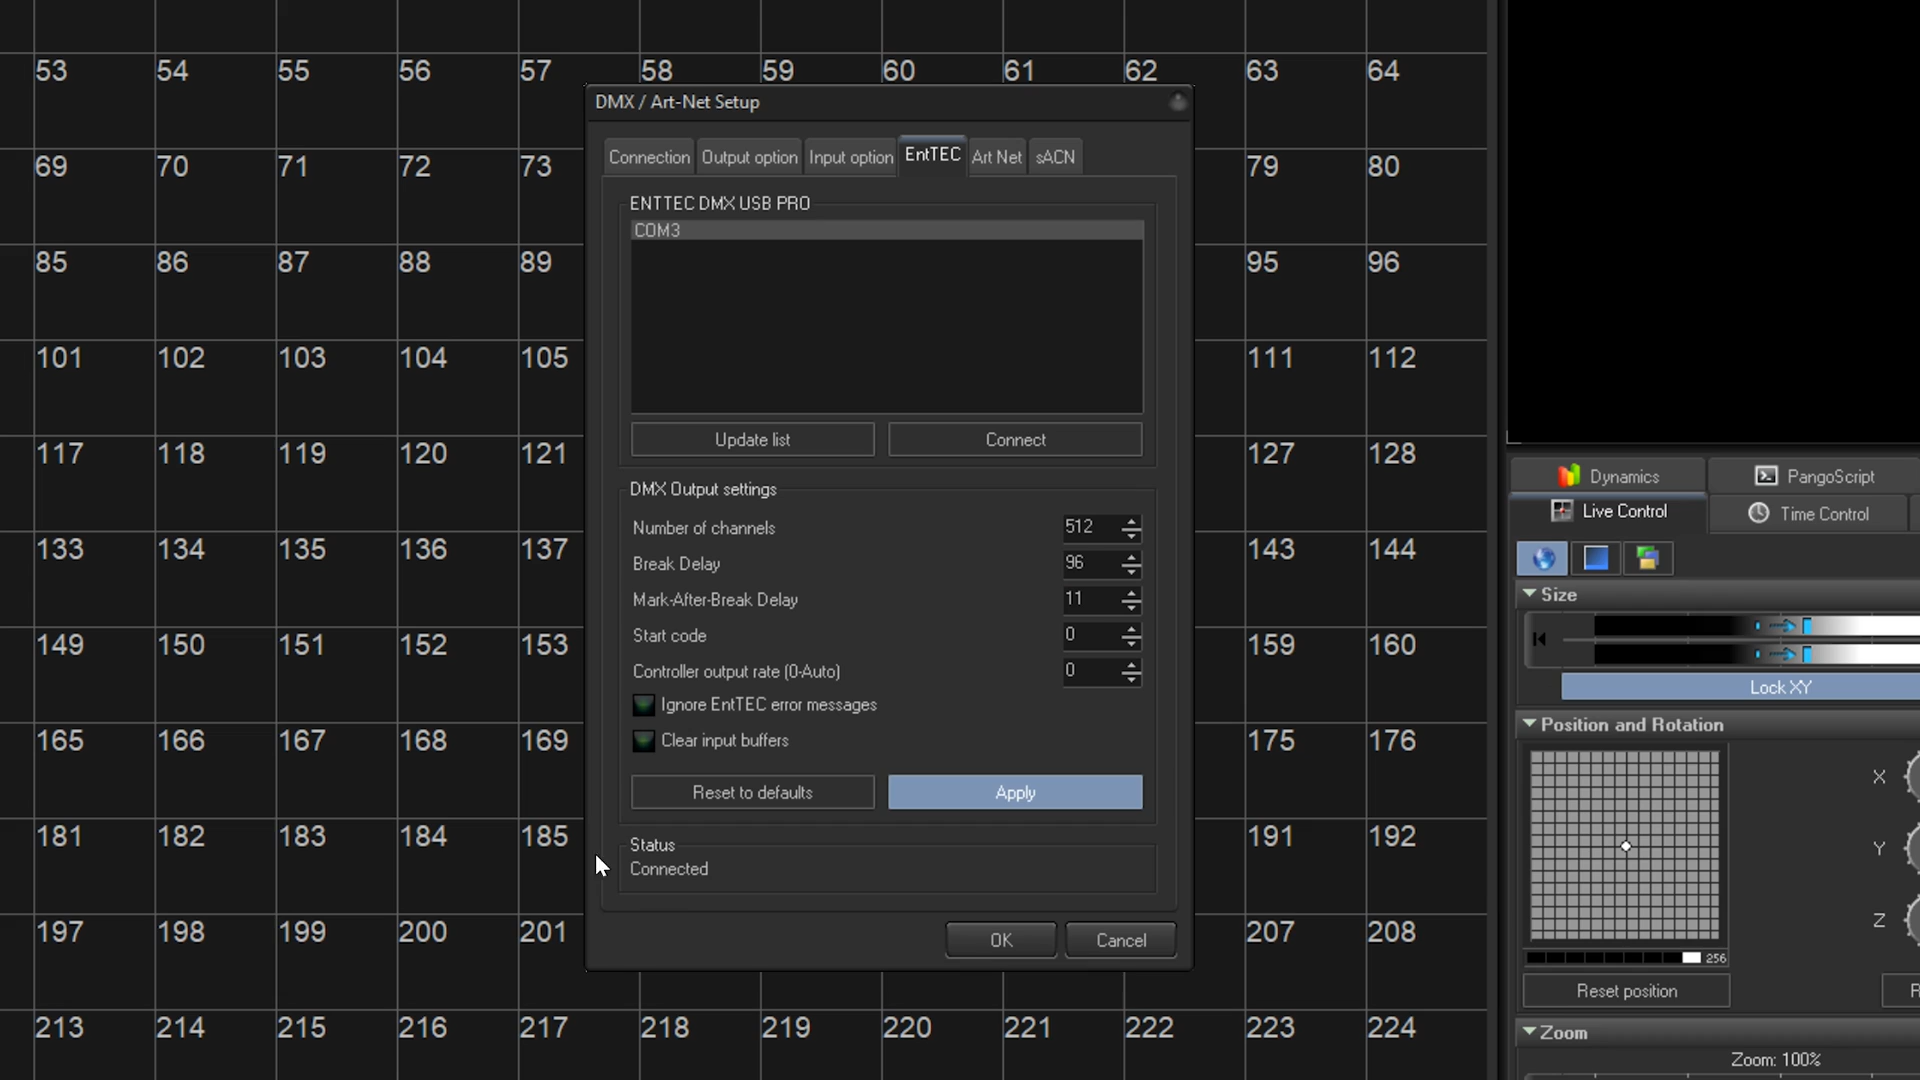 53 54 55 56 57 58 59 60 61 62 63 64
DMX / Art-Net Setup
Connection Output option Input option EntTEC Art Net sACN
69 70 71 72 73 79 80
ENTTEC DMX USB PRO
COM3
85 86 87 88 89 95 96
101 102 103 104 105 111 112
Update list Connect
117 118 119 120 121 127 128
Dynamics PangoScript
DMX Output settings
Live Control Time Control
Number of channels 512
133 134 135 136 137 143 144
Break Delay 96
Size
Mark-After-Break Delay 11
Start code 0
149 150 151 152 153 159 160
Controller output rate (0-Auto) 0
Lock XY
Ignore EntTEC error messages
Position and Rotation
165 166 167 168 169 175 176
Clear input buffers
X
Reset to defaults Apply
181 182 183 184 185 191 192
Status
Y
Connected
Z
197 198 199 200 201 207 208
OK Cancel
256
Reset position R
213 214 215 216 217 218 219 220 221 222 223 224
Zoom
Zoom: 100%